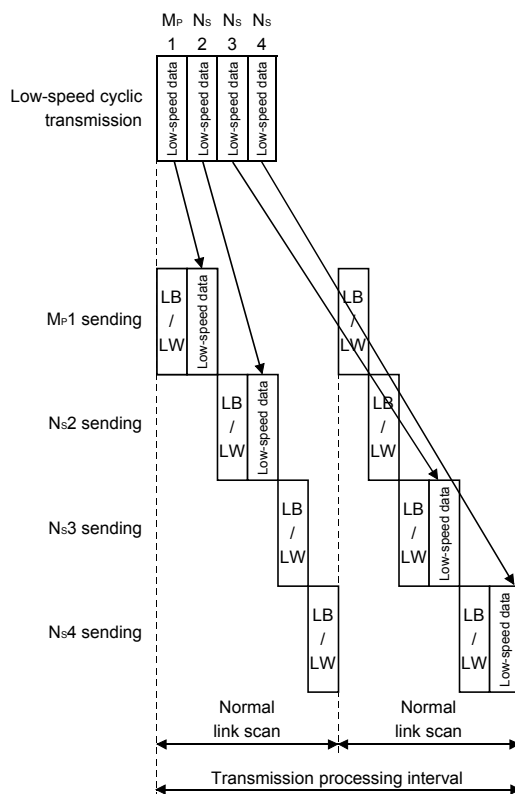 MP NS NS NS
1 2 3 4
Low-speed cyclic
transmission
Low-speed data
Low-speed data
Low-speed data
Low-speed data
MP1 sending
LB
/
LW
Low-speed data
LB
/
LW
NS2 sending
LB
/
LW
Low-speed data
LB
/
LW
NS3 sending
LB
/
LW
LB
/
LW
Low-speed data
NS4 sending
LB
/
LW
LB
/
LW
Low-speed data
Normal
link scan
Normal
link scan
Transmission processing interval